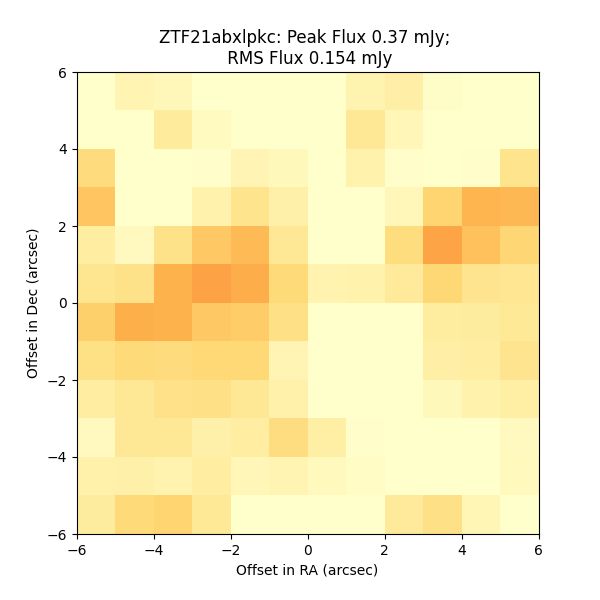 ZTF21abxlpkc: Peak Flux 0.37 mJy;
RMS Flux 0.154 mJy
6
4
2
0
−2
−4
−6
Offset in Dec (arcsec)
−6 −4 −2 0 2 4 6
Offset in RA (arcsec)